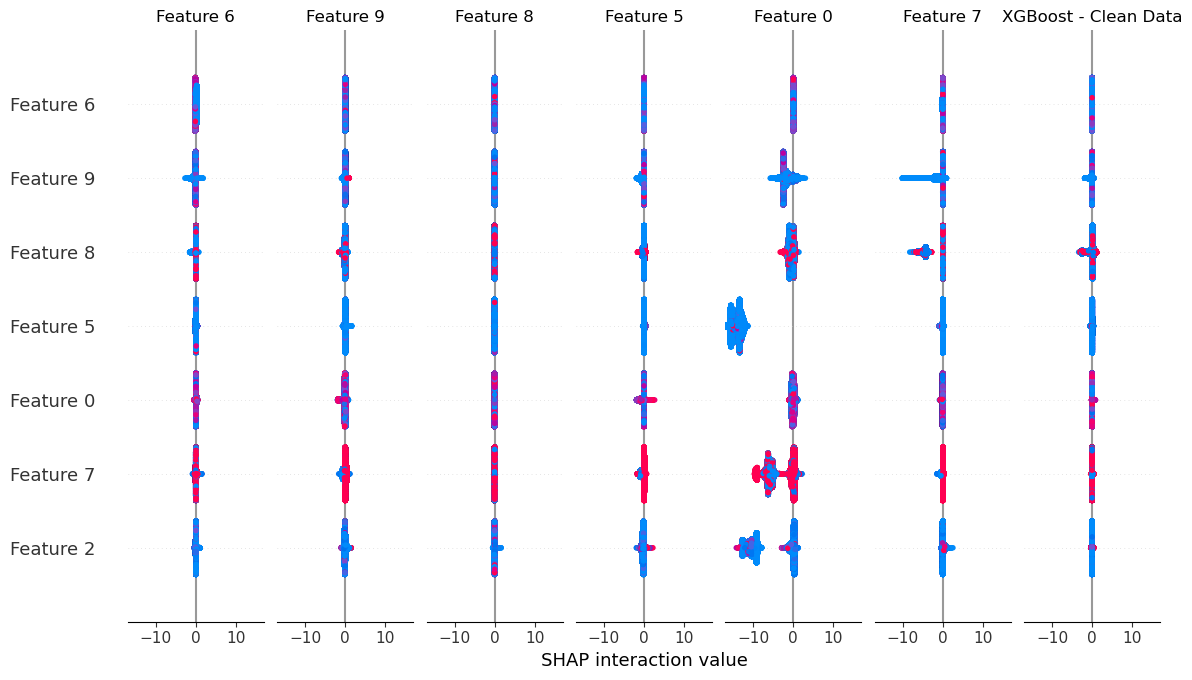 Feature 6 Feature 9 Feature 8 Feature 5 Feature 0 Feature 7 XGBoost - Clean Data
Feature 6
Feature 9
Feature 8
Feature 5
Feature 0
Feature 7
Feature 2
−10 0 10 −10 0 10 −10 0 10 −10 0 10 −10 0 10 −10 0 10 −10 0 10
SHAP interaction value